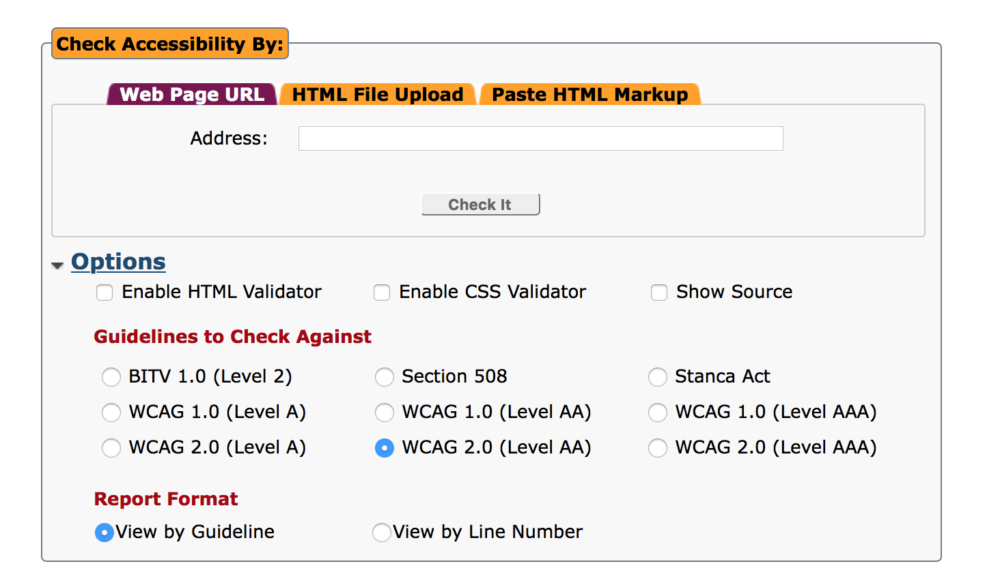 Check Accessibility By:
Web Page URL HTML File Upload Paste HTML Markup
Address:
Check It
Options
Enable HTML Validator Enable CSS Validator Show Source
Guidelines to Check Against
BITV 1.0 (Level 2) Section 508 Stanca Act
WCAG 1.0 (Level A) WCAG 1.0 (Level AA) WCAG 1.0 (Level AAA)
WCAG 2.0 (Level A) WCAG 2.0 (Level AA) WCAG 2.0 (Level AAA)
Report Format
View by Guideline View by Line Number